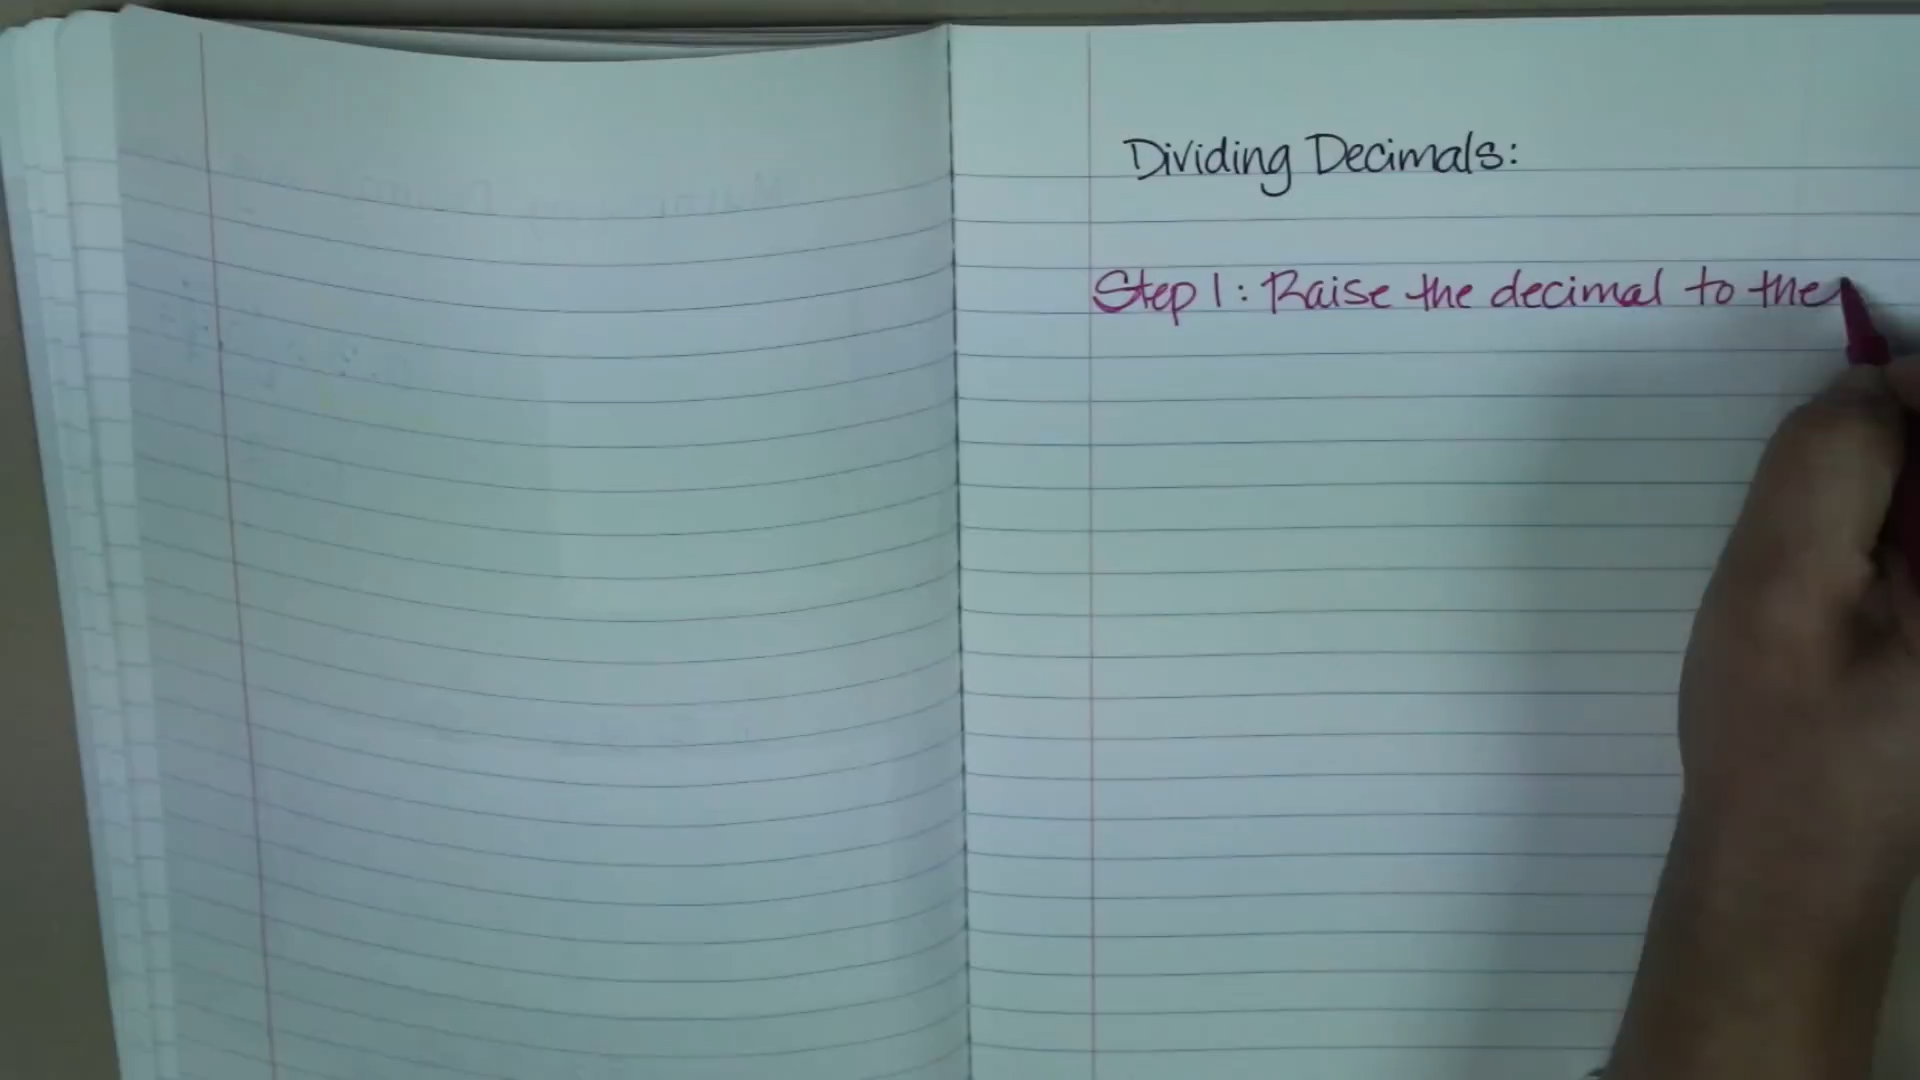 Dividing Decimals:
Step 1: Raise the decimal to the